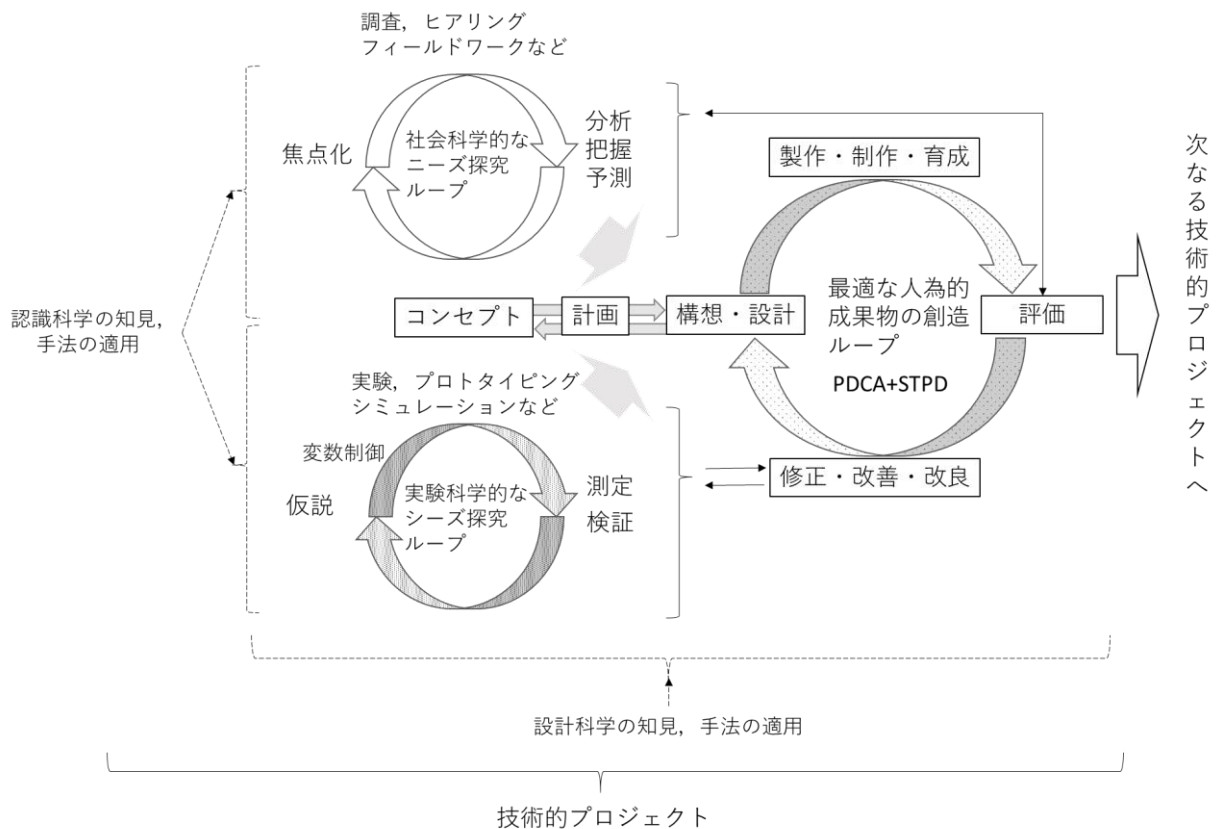 調査，ヒアリング
フィールドワークなど
焦点化
社会科学的な
ニーズ探究
ループ
分析
把握
予測
製作・制作・育成
認識科学の知見，
手法の適用
コンセプト
計画
構想・設計
最適な人為的
成果物の創造
ループ
PDCA+STPD
評価
次なる技術的プロジェクトへ
実験，プロトタイピング
シミュレーションなど
変数制御
仮説
実験科学的な
シーズ探究
ループ
測定
検証
修正・改善・改良
設計科学の知見，手法の適用
技術的プロジェクト